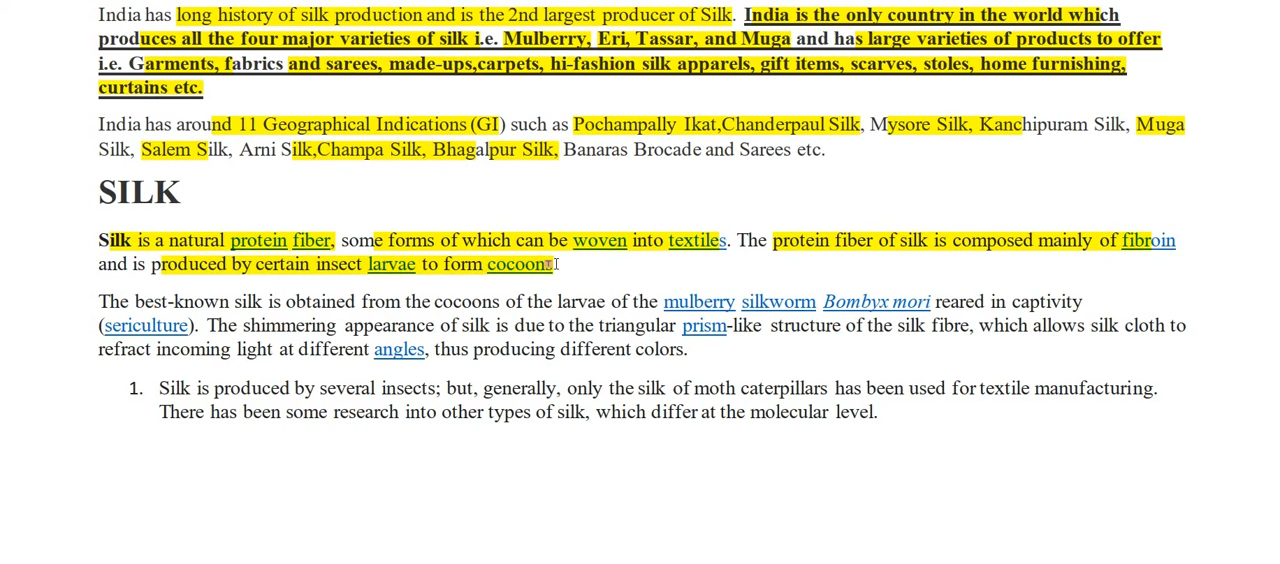 India has long history of silk production and is the 2nd largest producer of Silk. India is the only country in the world which
produces all the four major varieties of silk i.e. Mulberry, Eri, Tassar, and Muga and has large varieties of products to offer
i.e. Garments, fabrics and sarees, made-ups,carpets, hi-fashion silk apparels, gift items, scarves, stoles, home furnishing,
curtains etc.
India has around 11 Geographical Indications (GI) such as Pochampally Ikat,Chanderpaul Silk, Mysore Silk, Kanchipuram Silk, Muga
Silk, Salem Silk, Arni Silk,Champa Silk, Bhagalpur Silk, Banaras Brocade and Sarees etc.
SILK
Silk is a natural protein fiber, some forms of which can be woven into textiles. The protein fiber of silk is composed mainly of fibroin
and is produced by certain insect larvae to form cocoons
The best-known silk is obtained from the cocoons of the larvae of the mulberry silkworm Bombyx mori reared in captivity
(sericulture). The shimmering appearance of silk is due to the triangular prism-like structure of the silk fibre, which allows silk cloth to
refract incoming light at different angles, thus producing different colors.
1. Silk is produced by several insects; but, generally, only the silk of moth caterpillars has been used for textile manufacturing.
There has been some research into other types of silk, which differ at the molecular level.